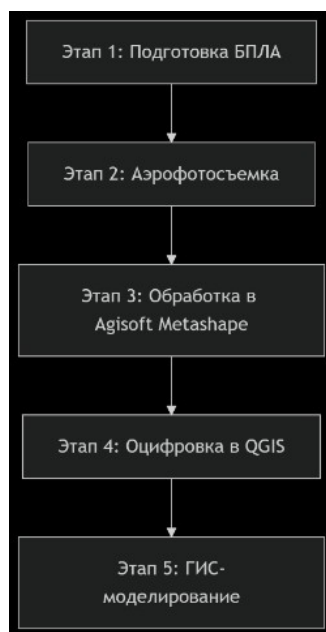 Этап 1: Подготовка БПЛА
Этап 2: Аэрофотосъемка
Этап 3: Обработка в
Agisoft Metashape
Этап 4: Оцифровка в QGIS
Этап 5: ГИС-
моделирование